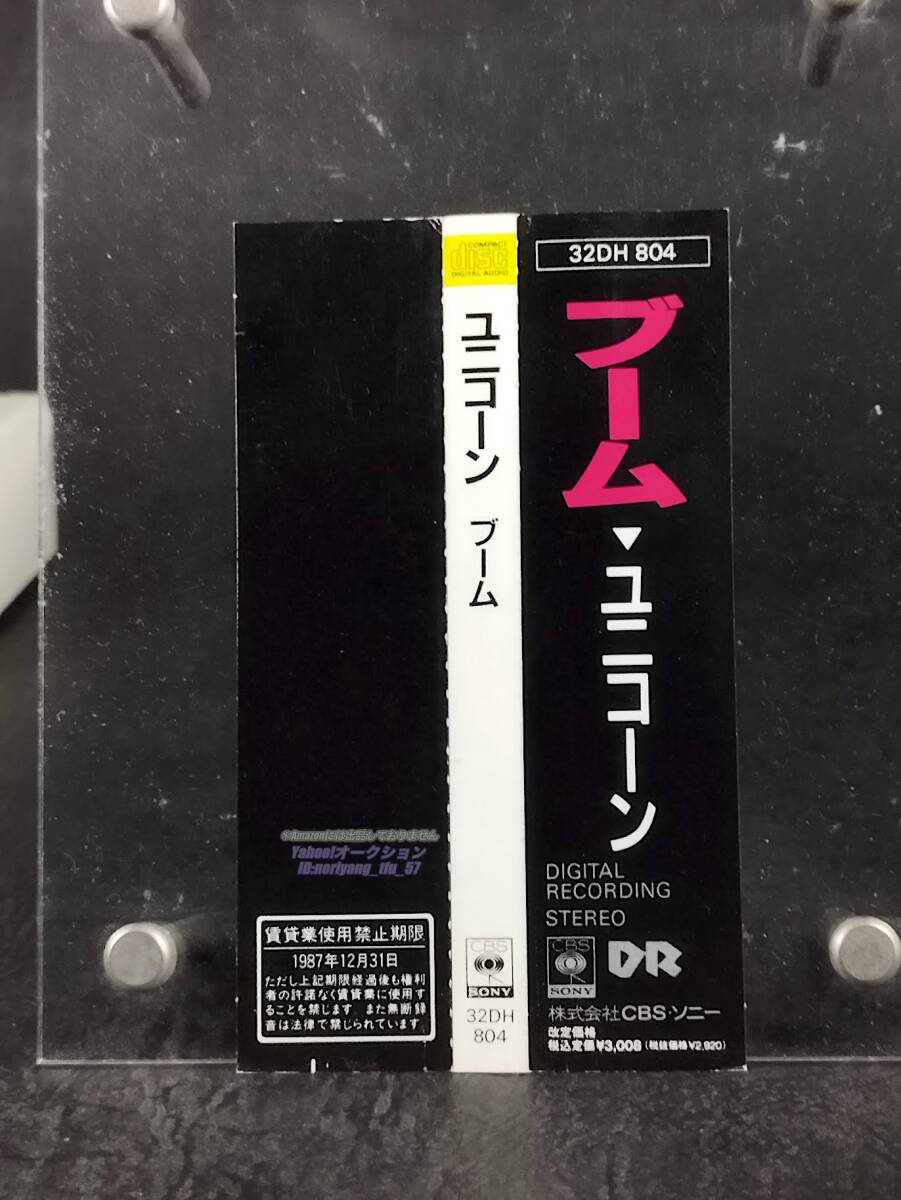 32DH 804
ブーム
▼ユニコーン
DIGITAL
RECORDING
STEREO
CBS
SONY
DR
株式会社CBS・ソニー
改定価格
税込定価¥3,008(税抜価格¥2,920)
COMPACT
disc
DIGITAL AUDIO
ユニコーン ブーム
CBS
SONY
32DH
804
※Amazonには出品しておりません
Yahoo!オークション
ID:noriyang_tfu_57
賃貸業使用禁止期限
1987年12月31日
ただし上記期限経過後も権利
者の許諾なく賃貸業に使用す
ることを禁じます。また無断録
音は法律で禁じられています。